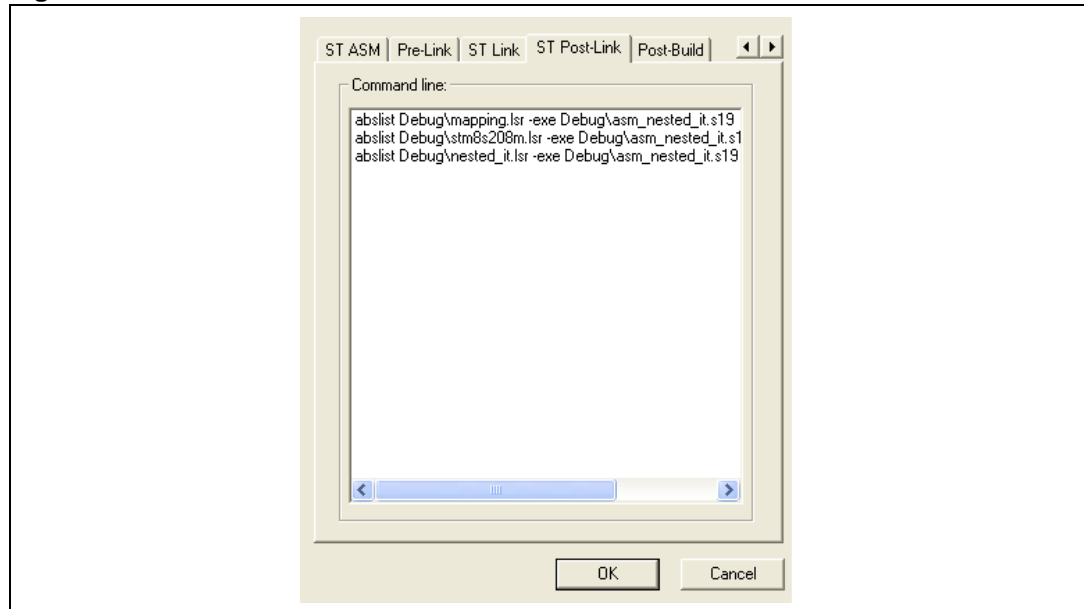 ST ASM Pre-Link ST Link ST Post-Link Post-Build
Command line:
abslist Debug\mapping.lsr -exe Debug\asm_nested_it.s19
abslist Debug\stm8s208m.lsr -exe Debug\asm_nested_it.s1
abslist Debug\nested_it.lsr -exe Debug\asm_nested_it.s19
OK Cancel